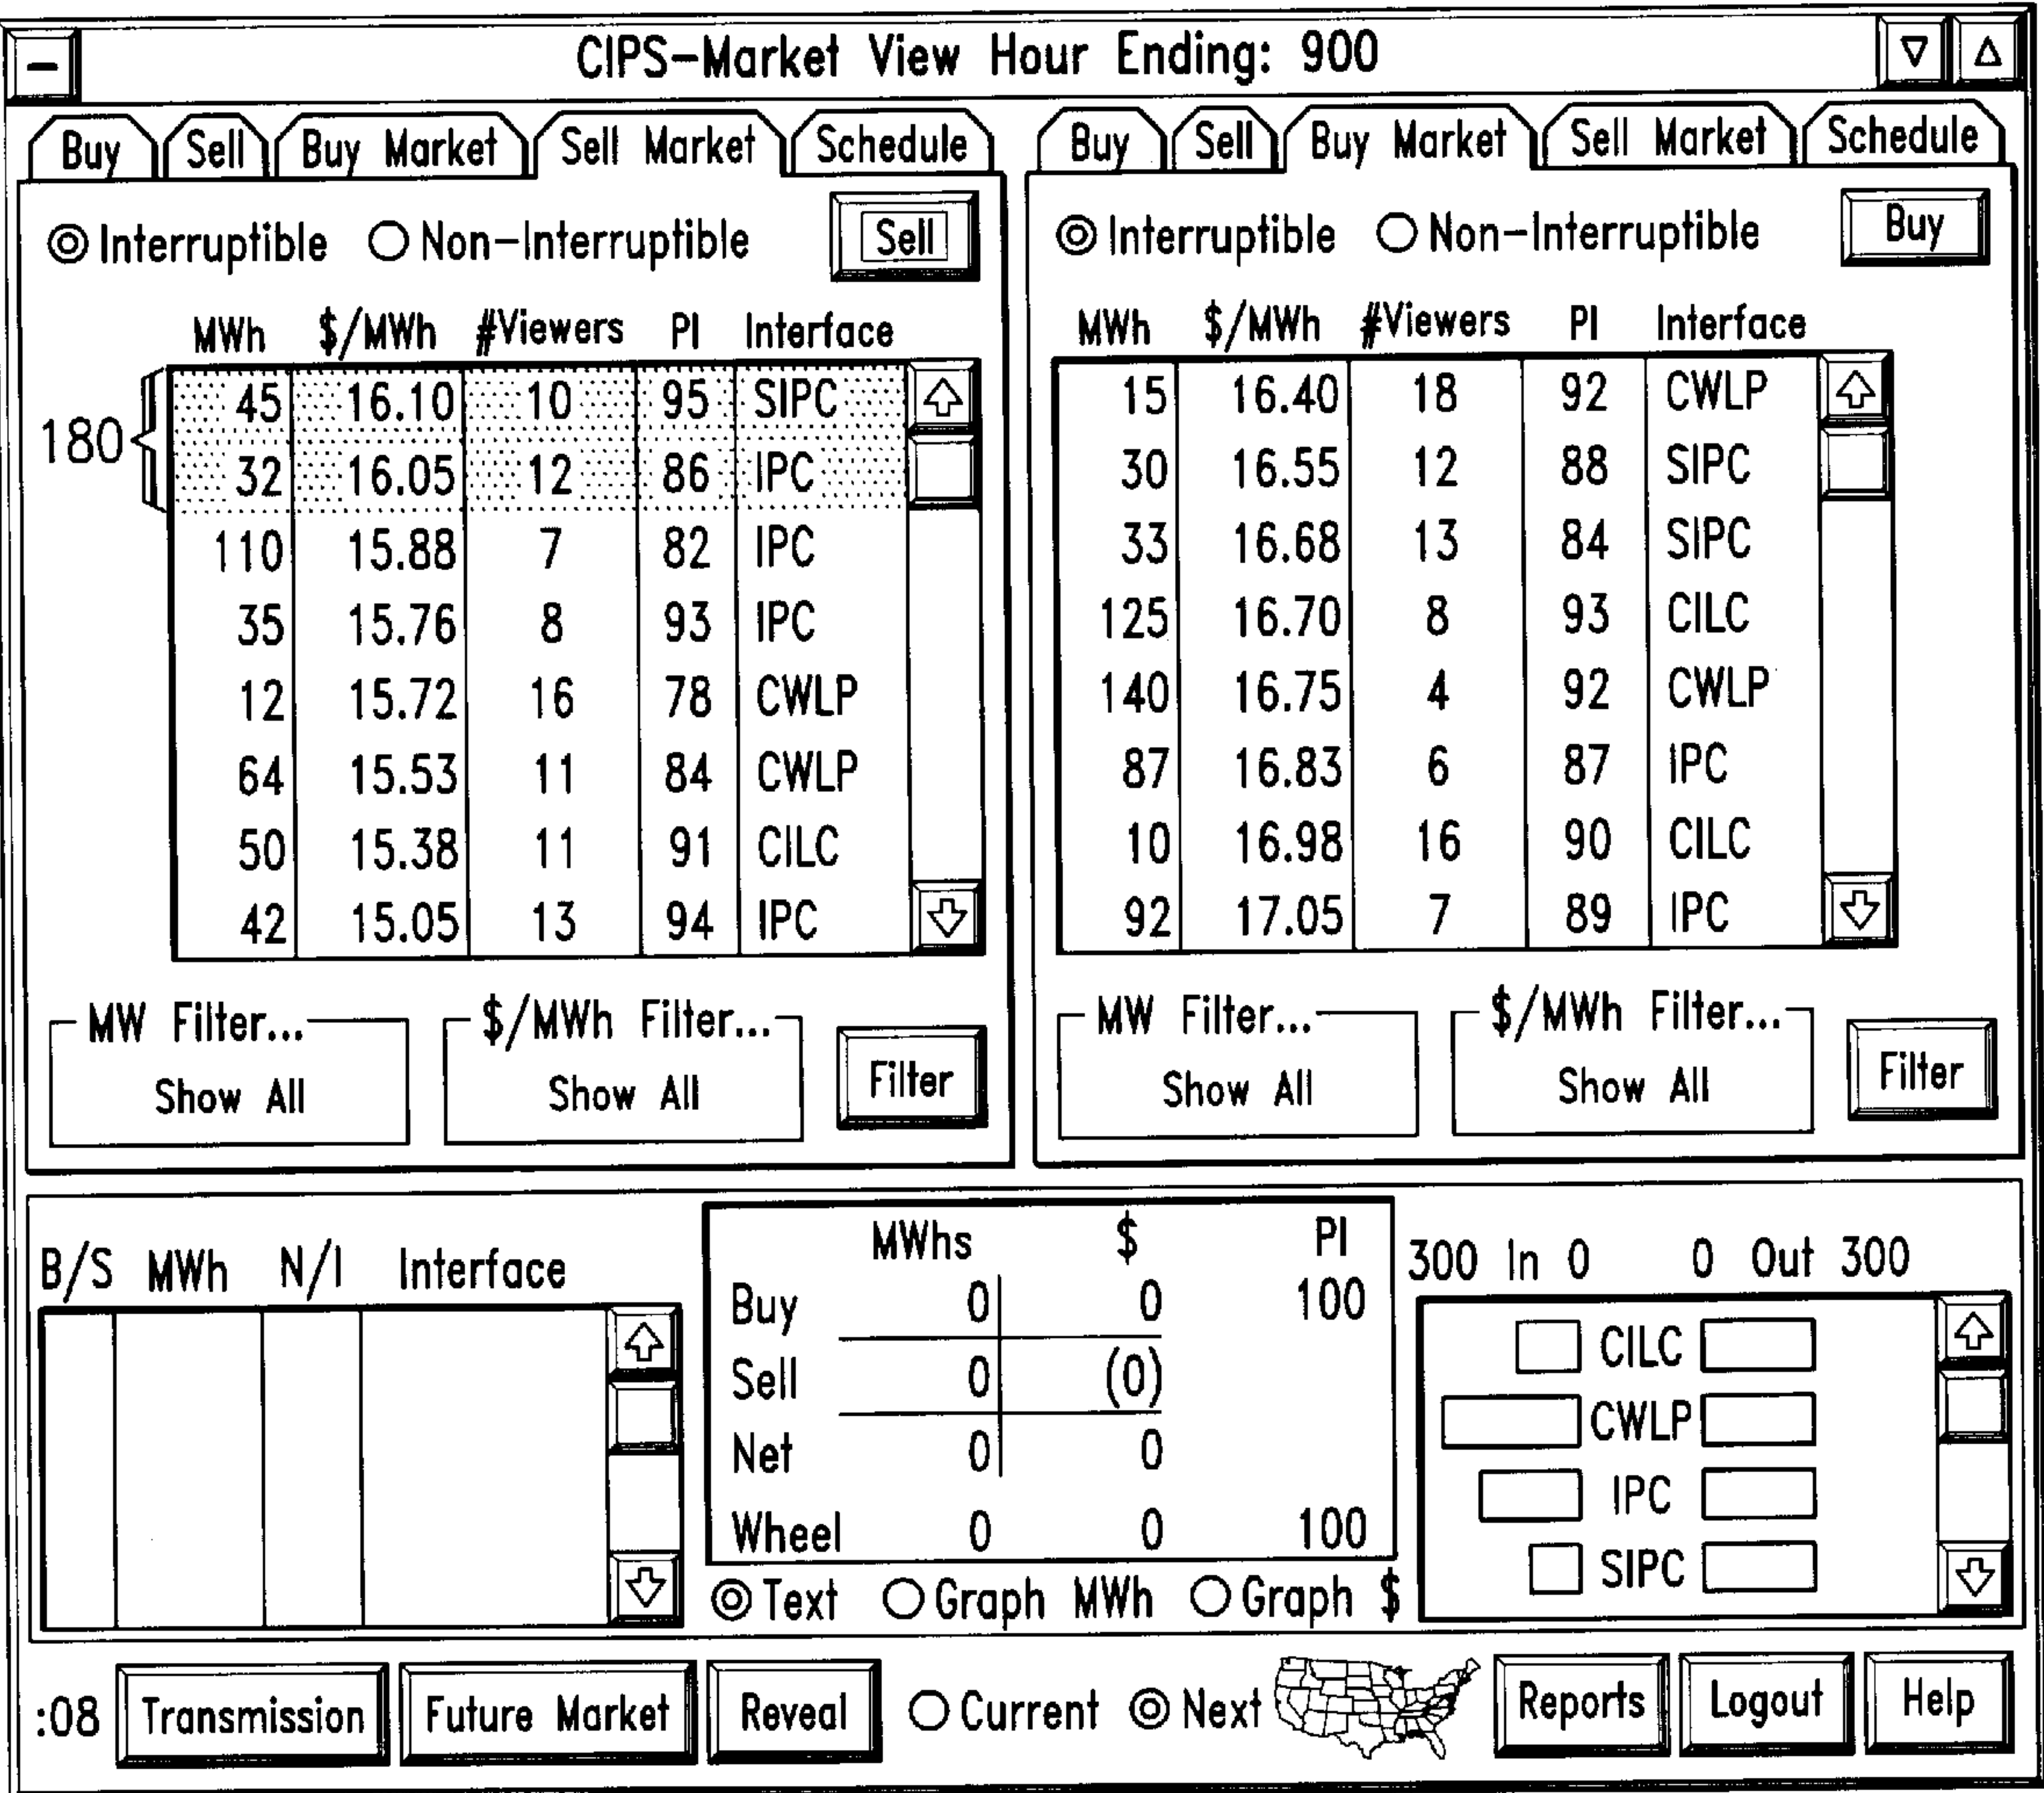 CIPS-Market View Hour Ending: 900
Buy Sell Buy Market Sell Market Schedule
Interruptible Non-Interruptible Sell
MWh $/MWh #Viewers PI Interface
180
45 16.10 10 95 SIPC
32 16.05 12 86 IPC
110 15.88 7 82 IPC
35 15.76 8 93 IPC
12 15.72 16 78 CWLP
64 15.53 11 84 CWLP
50 15.38 11 91 CILC
42 15.05 13 94 IPC
MW Filter... $/MWh Filter...
Show All Show All Filter
Buy Sell Buy Market Sell Market Schedule
Interruptible Non-Interruptible Buy
MWh $/MWh #Viewers PI Interface
15 16.40 18 92 CWLP
30 16.55 12 88 SIPC
33 16.68 13 84 SIPC
125 16.70 8 93 CILC
140 16.75 4 92 CWLP
87 16.83 6 87 IPC
10 16.98 16 90 CILC
92 17.05 7 89 IPC
MW Filter... $/MWh Filter...
Show All Show All Filter
B/S MWh N/I Interface
MWhs $ PI
Buy 0 0 100
Sell 0 (0)
Net 0 0
Wheel 0 0 100
Text Graph MWh Graph $
300 In 0 0 Out 300
CILC
CWLP
IPC
SIPC
:08 Transmission Future Market Reveal Current Next Reports Logout Help